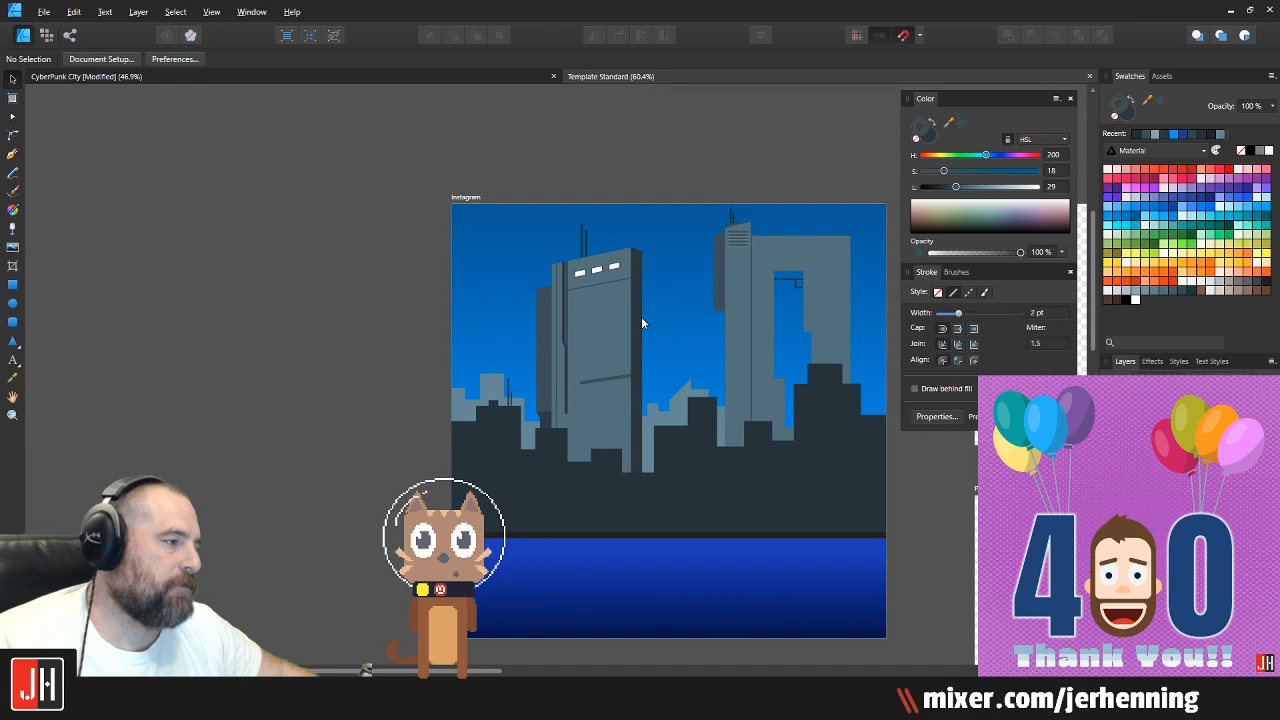 File Edit Text Layer Select View Window Help
No Selection Document Setup... Preferences...
CyberPunk City [Modified] (46.9%)
Template Standard (60.4%)
Instagram
Color
HSL
H: 200
S: 18
L: 29
Opacity
100 %
Stroke Brushes
Style:
Width: 2 pt
Cap: Miter:
Join: 1.5
Align:
Draw behind fill
Properties...
Swatches Assets
Opacity: 100 %
Recent:
Material
Layers Effects Styles Text Styles
400
Thank You!!
JH
JH
mixer.com/jerhenning